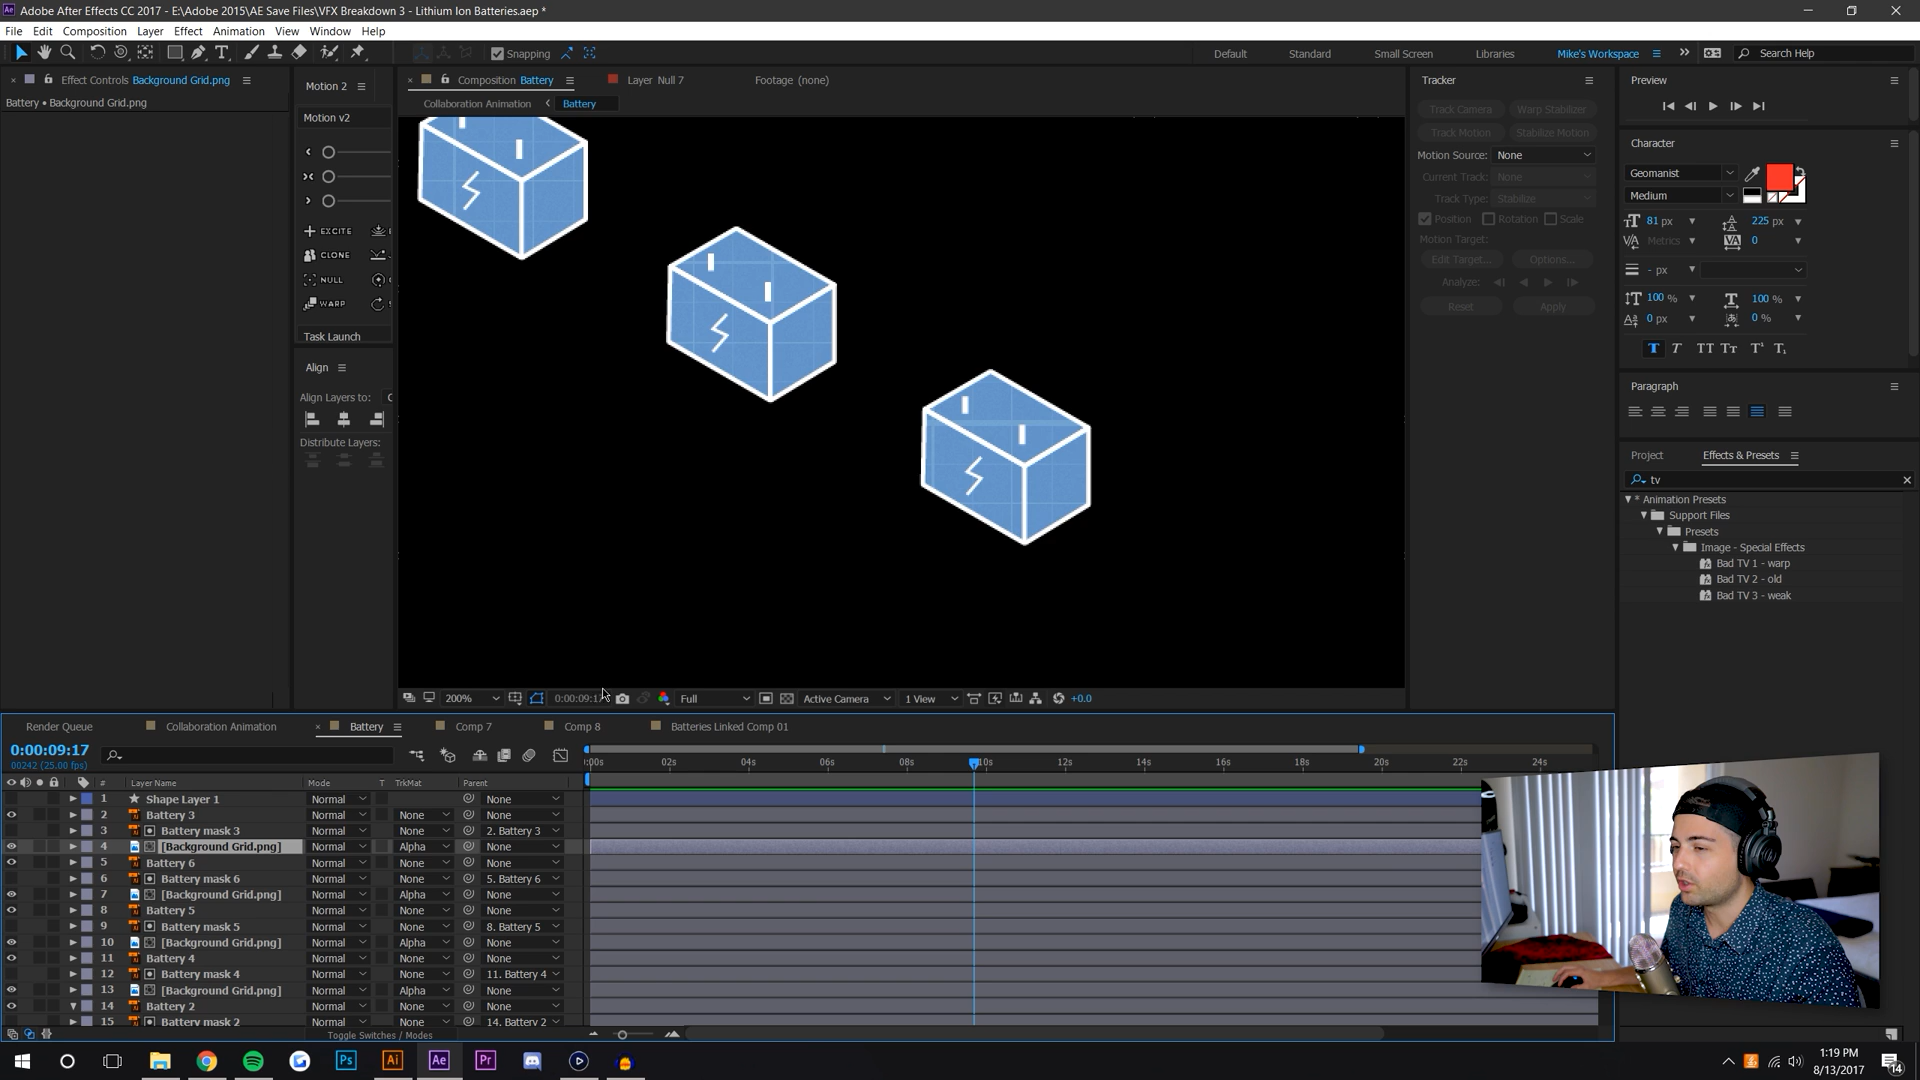 Adobe After Effects CC 2017 - E:\Adobe 2015\AE Save Files\VFX Breakdown 3 - Lithium Ion Batteries.aep *
File Edit Composition Layer Effect Animation View Window Help
Snapping
Default Standard Small Screen Libraries Mike's Workspace Search Help
Effect Controls Background Grid.png
Battery • Background Grid.png
Motion 2
Motion v2
EXCITE
CLONE
NULL
WARP
Task Launch
Align
Align Layers to:
Distribute Layers:
Composition Battery Layer Null 7 Footage (none)
Collaboration Animation Battery
200% 0:00:09:17 Full Active Camera 1 View +0.0
Tracker
Track Camera Warp Stabilizer
Track Motion Stabilize Motion
Motion Source: None
Current Track: None
Track Type: Stabilize
Position Rotation Scale
Motion Target:
Edit Target... Options...
Analyze:
Reset Apply
Preview
Character
Geomanist
Medium
81 px 225 px
Metrics 0
- px
100 % 100 %
0 px 0 %
Paragraph
Project Effects & Presets
tv
* Animation Presets
Support Files
Presets
Image - Special Effects
Bad TV 1 - warp
Bad TV 2 - old
Bad TV 3 - weak
Render Queue Collaboration Animation Battery Comp 7 Comp 8 Batteries Linked Comp 01
0:00:09:17
00242 (25.00 fps)
# Layer Name Mode T TrkMat Parent
:00s 02s 04s 06s 08s 10s 12s 14s 16s 18s 20s 22s 24s
1 Shape Layer 1 Normal None
2 Battery 3 Normal None None
3 Battery mask 3 Normal None 2. Battery 3
4 [Background Grid.png] Normal Alpha None
5 Battery 6 Normal None None
6 Battery mask 6 Normal None 5. Battery 6
7 [Background Grid.png] Normal Alpha None
8 Battery 5 Normal None None
9 Battery mask 5 Normal None 8. Battery 5
10 [Background Grid.png] Normal Alpha None
11 Battery 4 Normal None None
12 Battery mask 4 Normal None 11. Battery 4
13 [Background Grid.png] Normal Alpha None
14 Battery 2 Normal None None
15 Battery mask 2 Normal None 14. Battery 2
Toggle Switches / Modes
Ps Ai Ae Pr
1:19 PM
8/13/2017
14